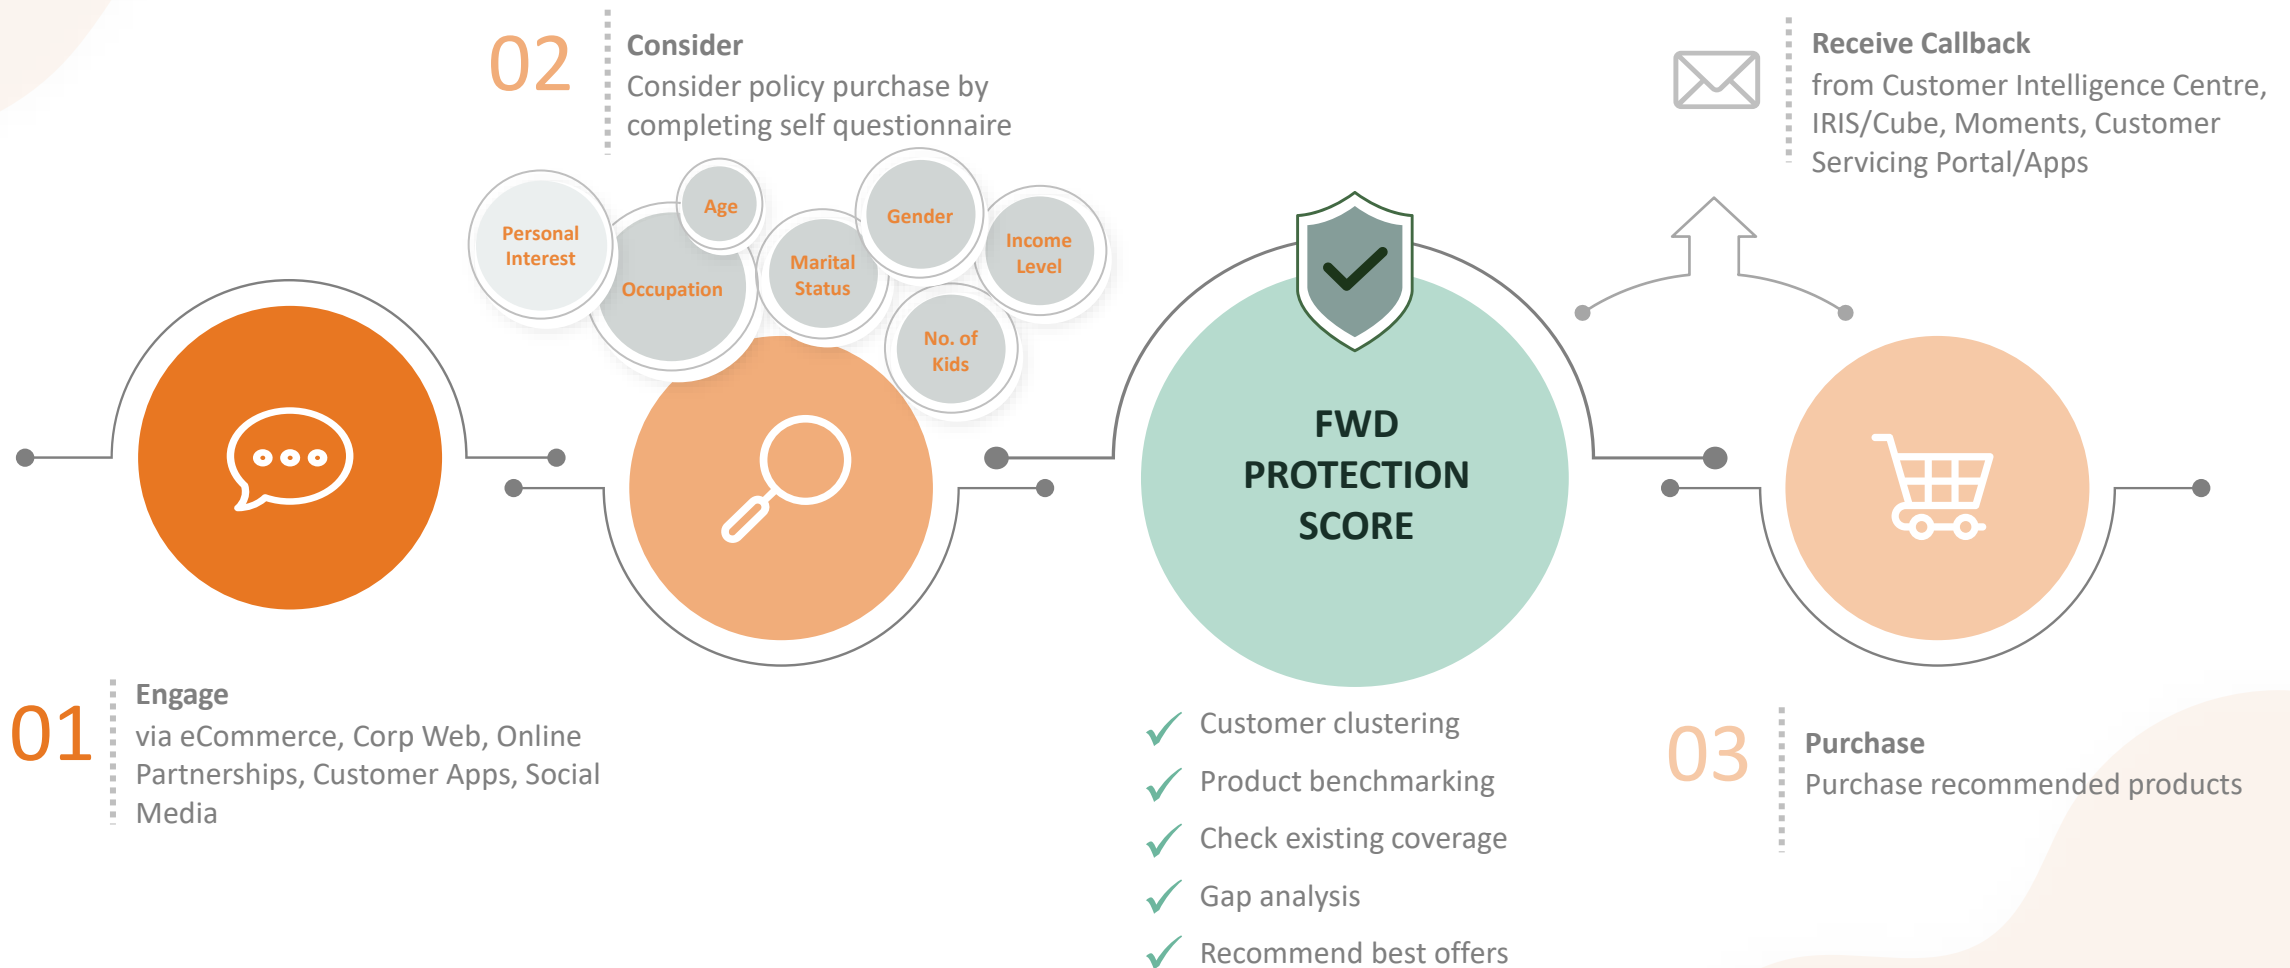 02
Consider
Consider policy purchase by
completing self questionnaire
Receive Callback
from Customer Intelligence Centre,
IRIS/Cube, Moments, Customer
Servicing Portal/Apps
Personal
Interest
Occupation
Age
Marital
Status
Gender
No. of
Kids
Income
Level
FWD
PROTECTION
SCORE
01
Engage
via eCommerce, Corp Web, Online
Partnerships, Customer Apps, Social
Media
Customer clustering
Product benchmarking
Check existing coverage
Gap analysis
Recommend best offers
03
Purchase
Purchase recommended products